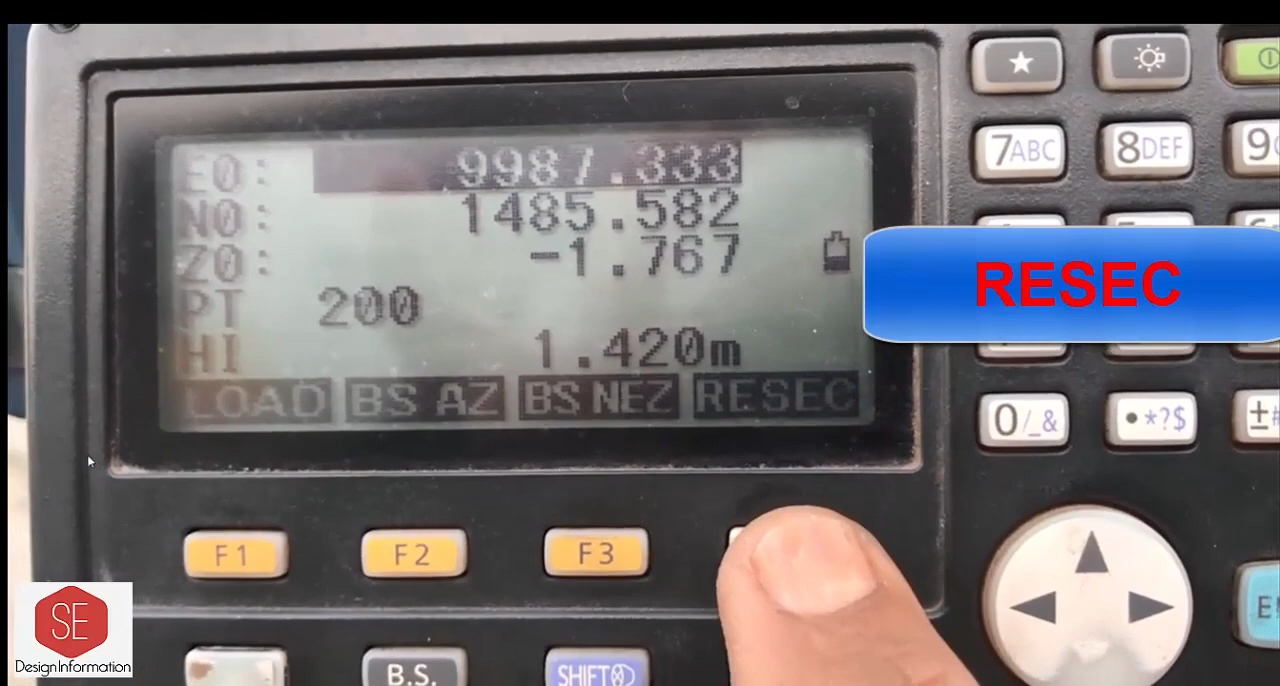 E0: 9987.333
N0: 1485.582
Z0: -1.767
PT 200
HI 1.420m
LOAD BS AZ BS NEZ RESEC
★
7ABC 8DEF 9
RESEC
0/_& •*?$ ±#
F1 F2 F3
B.S. SHIFT
SE
Design Information